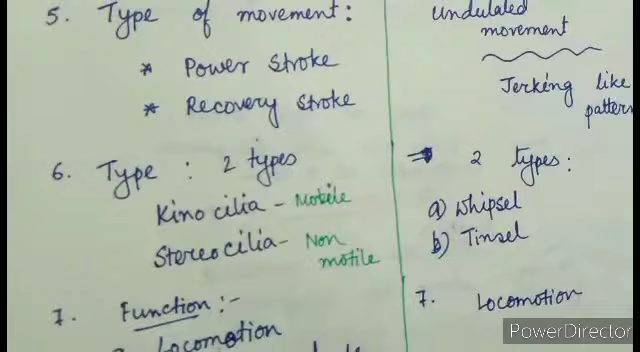 5. Type of movement:
* Power stroke
* Recovery stroke
6. Type : 2 types
Kino cilia - Mobile
Stereocilia - Non
motile
7. Function :-
Locomotion
undulated
movement
Jerking like
pattern
⇒ 2 types:
a) Whipsel
b) Tinsel
7. Locomotion
PowerDirector